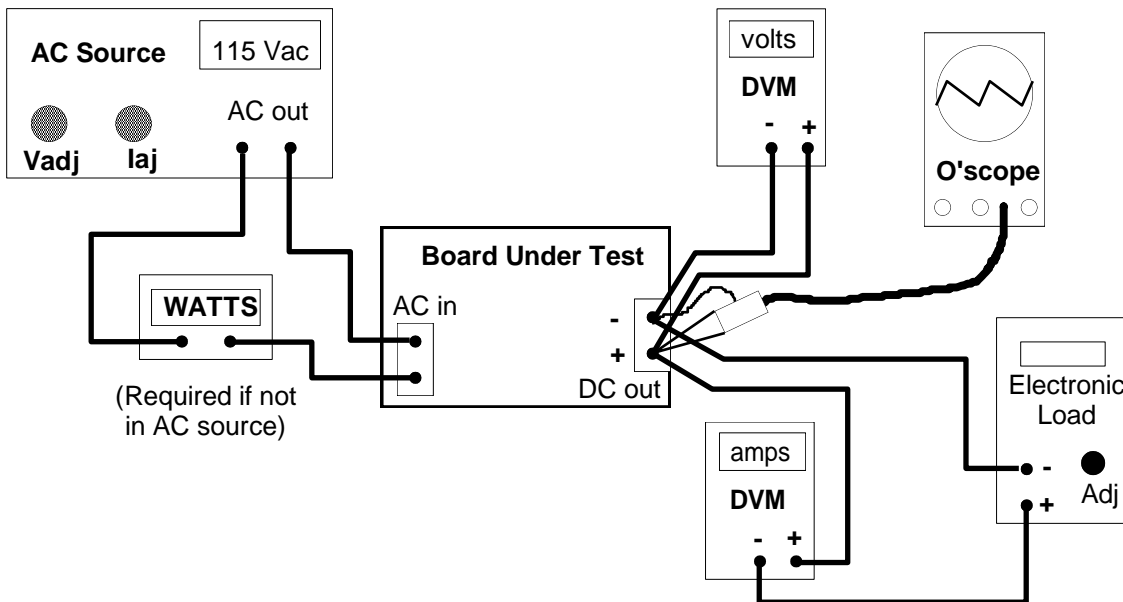 AC Source
115 Vac
AC out
Vadj
Iaj
volts
DVM
- +
O'scope
Board Under Test
WATTS
AC in
-
+
DC out
(Required if not
in AC source)
Electronic
Load
-
+
Adj
amps
DVM
- +